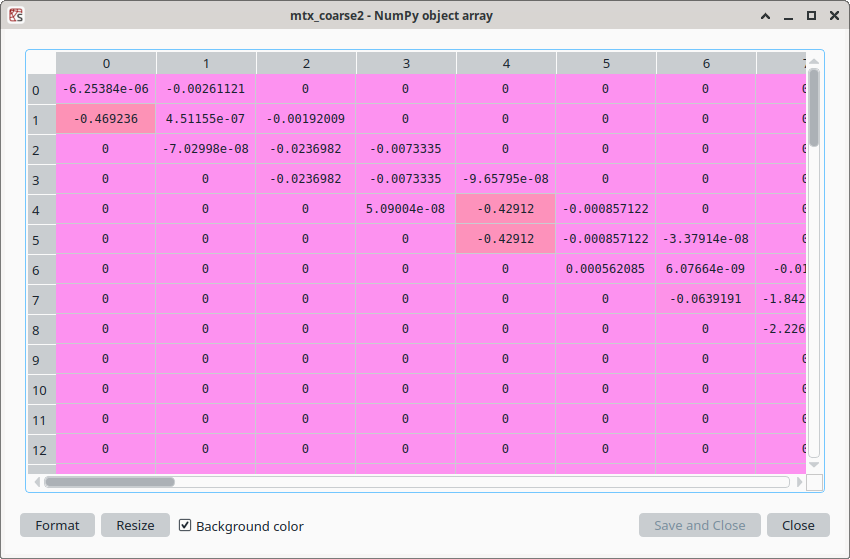 mtx_coarse2 - NumPy object array
0 1 2 3 4 5 6 7
0 -6.25384e-06 -0.00261121 0 0 0 0 0 0
1 -0.469236 4.51155e-07 -0.00192009 0 0 0 0 0
2 0 -7.02998e-08 -0.0236982 -0.0073335 0 0 0 0
3 0 0 -0.0236982 -0.0073335 -9.65795e-08 0 0 0
4 0 0 0 5.09004e-08 -0.42912 -0.000857122 0 0
5 0 0 0 0 -0.42912 -0.000857122 -3.37914e-08 0
6 0 0 0 0 0 0.000562085 6.07664e-09 -0.01
7 0 0 0 0 0 0 -0.0639191 -1.842
8 0 0 0 0 0 0 0 -2.226
9 0 0 0 0 0 0 0 0
10 0 0 0 0 0 0 0 0
11 0 0 0 0 0 0 0 0
12 0 0 0 0 0 0 0 0
Format Resize Background color Save and Close Close